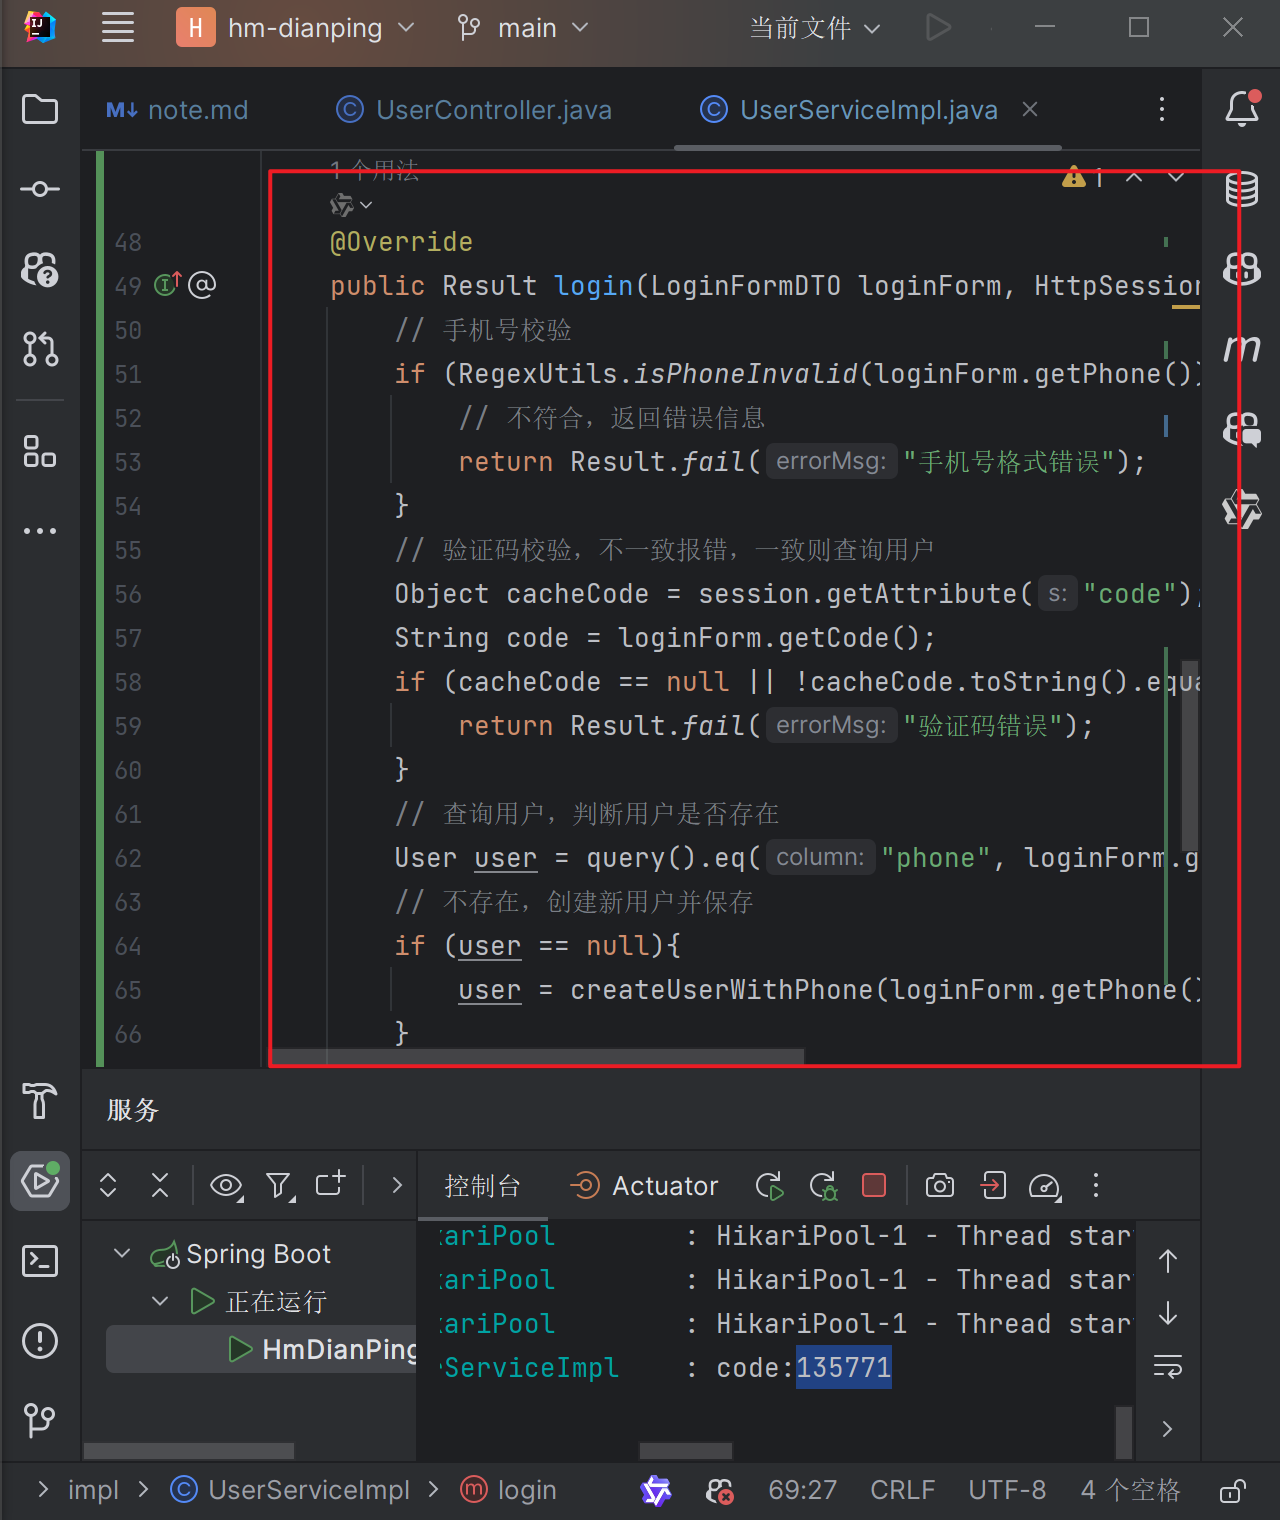 H hm-dianping main 当前文件
note.md UserController.java UserServiceImpl.java
1 个用法
1
48 @Override
49 public Result login(LoginFormDTO loginForm, HttpSession
50 // 手机号校验
51 if (RegexUtils.isPhoneInvalid(loginForm.getPhone())
52 // 不符合，返回错误信息
53 return Result.fail( errorMsg: "手机号格式错误");
54 }
55 // 验证码校验，不一致报错，一致则查询用户
56 Object cacheCode = session.getAttribute( s: "code");
57 String code = loginForm.getCode();
58 if (cacheCode == null || !cacheCode.toString().equa
59 return Result.fail( errorMsg: "验证码错误");
60 }
61 // 查询用户，判断用户是否存在
62 User user = query().eq( column: "phone", loginForm.g
63 // 不存在，创建新用户并保存
64 if (user == null){
65 user = createUserWithPhone(loginForm.getPhone()
66 }
服务
控制台 Actuator
Spring Boot
正在运行
HmDianPing
kariPool : HikariPool-1 - Thread star
kariPool : HikariPool-1 - Thread star
kariPool : HikariPool-1 - Thread star
rServiceImpl : code:135771
impl UserServiceImpl login 69:27 CRLF UTF-8 4 个空格